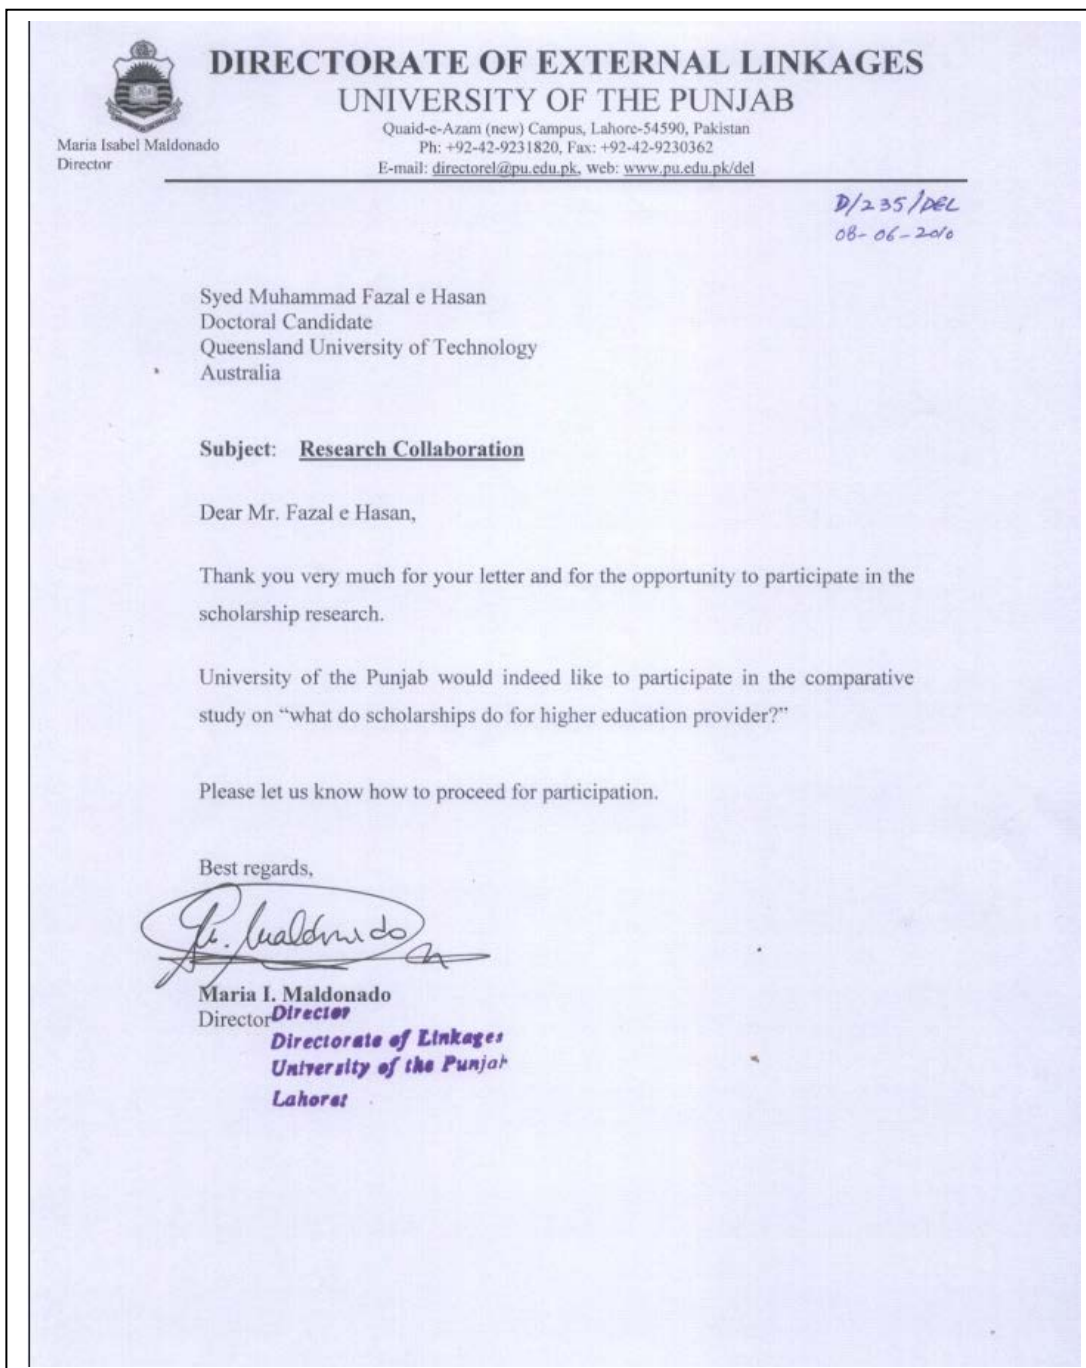 DIRECTORATE OF EXTERNAL LINKAGES
UNIVERSITY OF THE PUNJAB
Quaid-e-Azam (new) Campus, Lahore-54590, Pakistan
Ph: +92-42-9231820, Fax: +92-42-9230362
E-mail: directorel@pu.edu.pk, web: www.pu.edu.pk/del
Maria Isabel Maldonado
Director
D/235/DEL
08-06-2010
Syed Muhammad Fazal e Hasan
Doctoral Candidate
Queensland University of Technology
Australia
Subject: Research Collaboration
Dear Mr. Fazal e Hasan,
Thank you very much for your letter and for the opportunity to participate in the
scholarship research.
University of the Punjab would indeed like to participate in the comparative
study on “what do scholarships do for higher education provider?”
Please let us know how to proceed for participation.
Best regards,
M. Maldonado
Maria I. Maldonado
Director
Director
Directorate of Linkages
University of the Punjab
Lahore